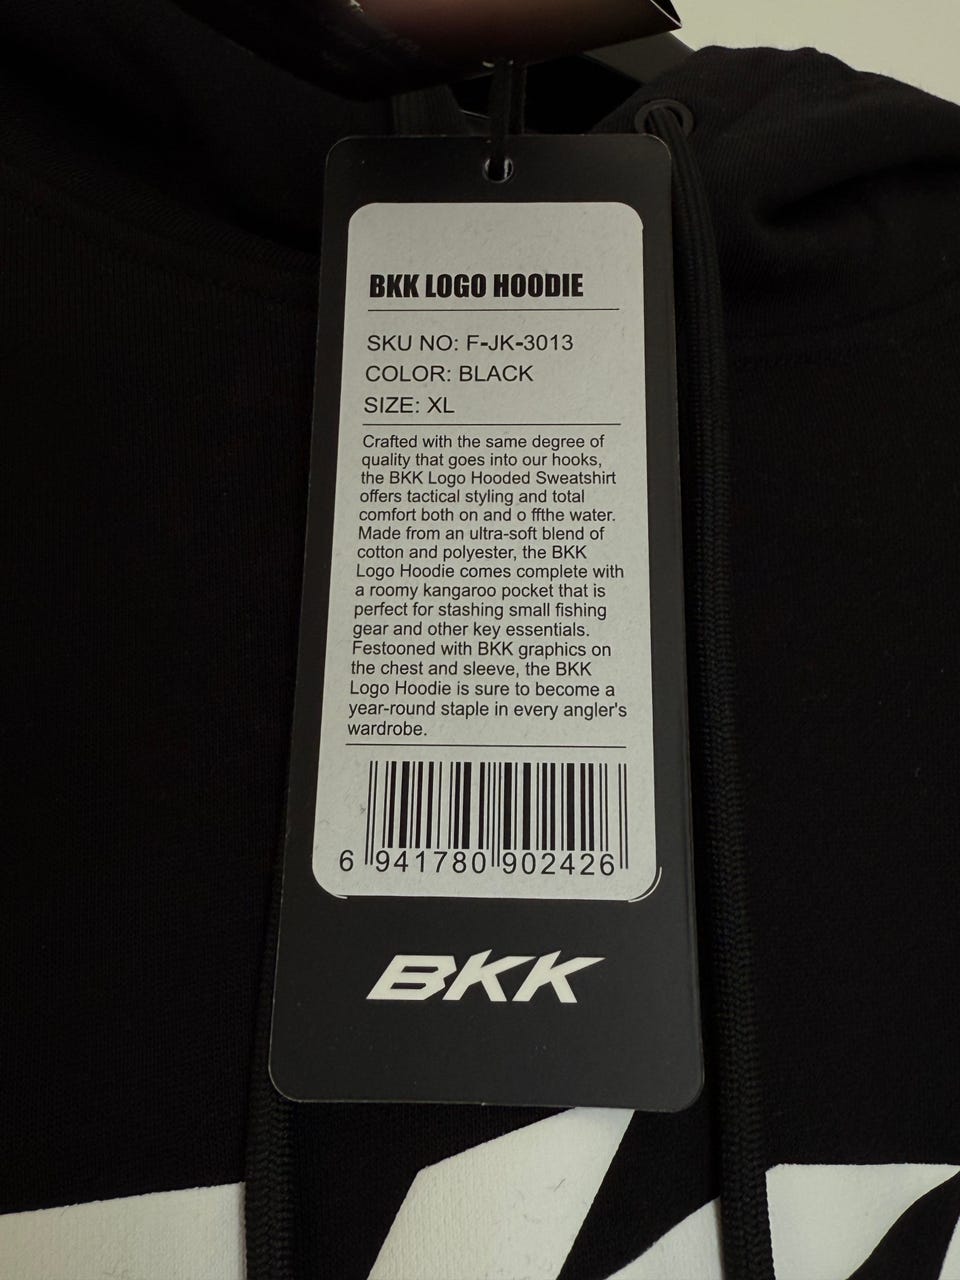 BKK LOGO HOODIE
SKU NO: F-JK-3013
COLOR: BLACK
SIZE: XL
Crafted with the same degree of
quality that goes into our hooks,
the BKK Logo Hooded Sweatshirt
offers tactical styling and total
comfort both on and o ffthe water.
Made from an ultra-soft blend of
cotton and polyester, the BKK
Logo Hoodie comes complete with
a roomy kangaroo pocket that is
perfect for stashing small fishing
gear and other key essentials.
Festooned with BKK graphics on
the chest and sleeve, the BKK
Logo Hoodie is sure to become a
year-round staple in every angler's
wardrobe.
6 941780 902426
BKK